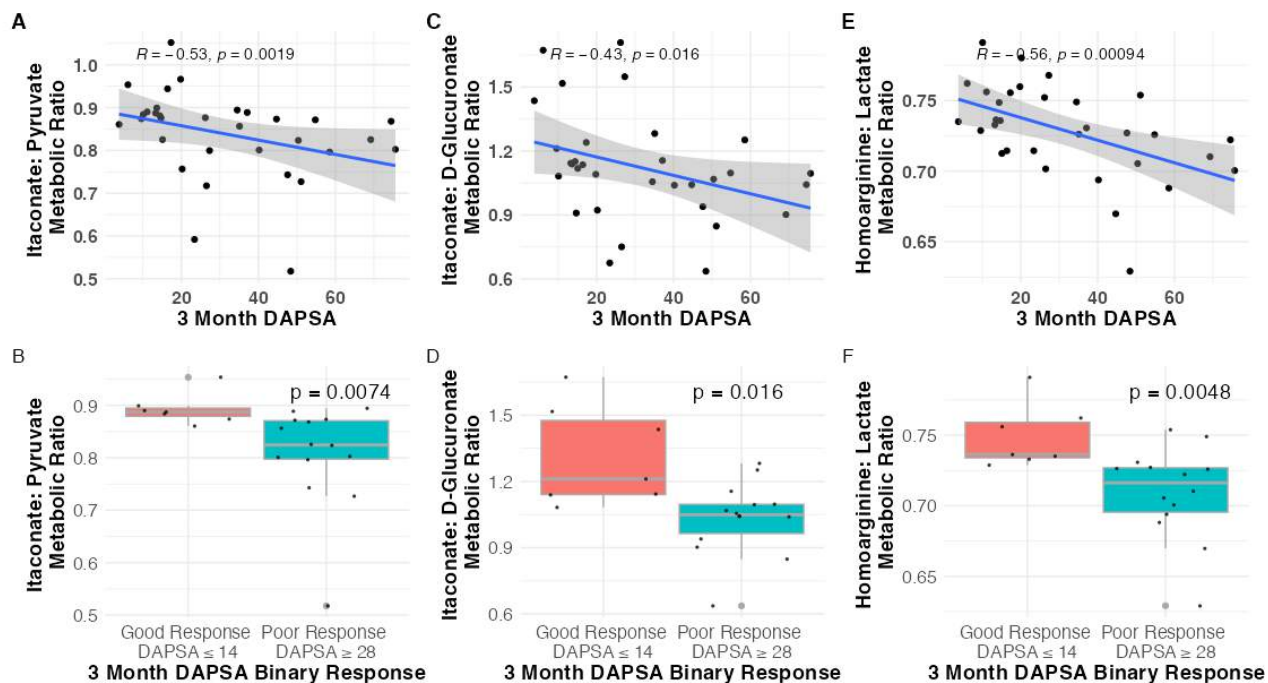 A
Itaconate: Pyruvate
Metabolic Ratio
R = −0.53, p = 0.0019
1.0
0.9
0.8
0.7
0.6
0.5
20 40 60
3 Month DAPSA
C
Itaconate: D-Glucuronate
Metabolic Ratio
R = −0.43, p = 0.016
1.5
1.2
0.9
0.6
20 40 60
3 Month DAPSA
E
Homoarginine: Lactate
Metabolic Ratio
R = −0.56, p = 0.00094
0.75
0.70
0.65
20 40 60
3 Month DAPSA
B
Itaconate: Pyruvate
Metabolic Ratio
p = 0.0074
0.9
0.8
0.7
0.6
0.5
Good Response Poor Response
DAPSA ≤ 14 DAPSA ≥ 28
3 Month DAPSA Binary Response
D
Itaconate: D-Glucuronate
Metabolic Ratio
p = 0.016
1.5
1.2
0.9
0.6
Good Response Poor Response
DAPSA ≤ 14 DAPSA ≥ 28
3 Month DAPSA Binary Response
F
Homoarginine: Lactate
Metabolic Ratio
p = 0.0048
0.75
0.70
0.65
Good Response Poor Response
DAPSA ≤ 14 DAPSA ≥ 28
3 Month DAPSA Binary Response